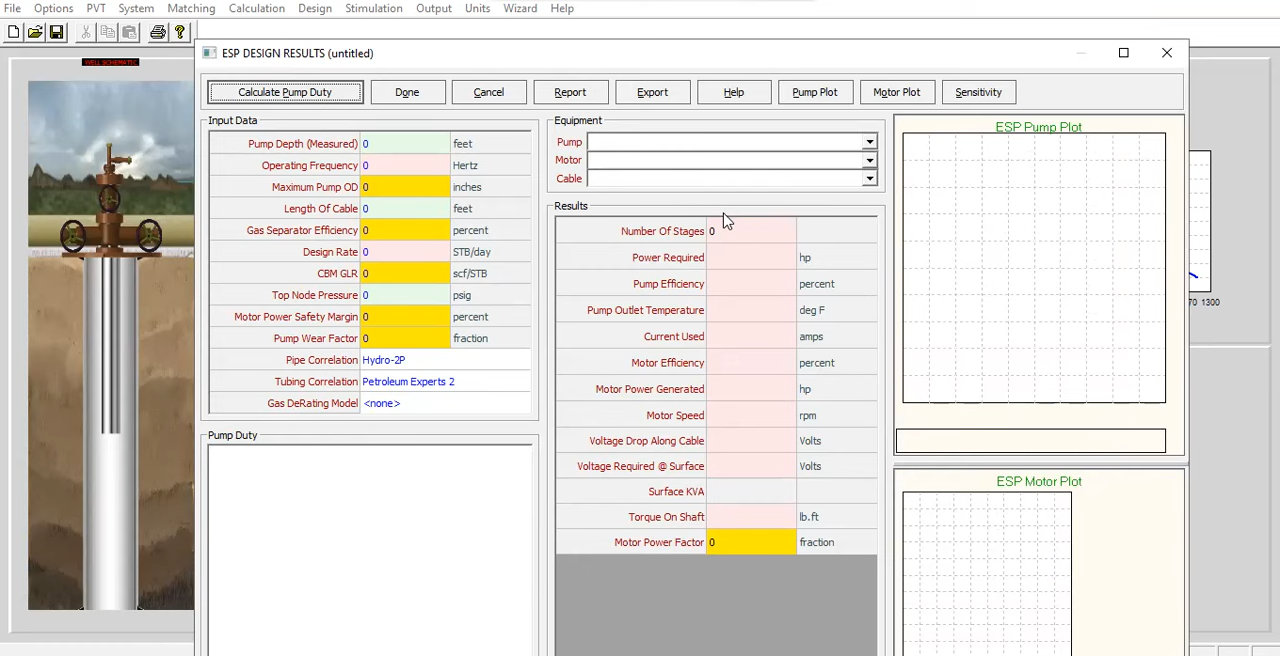 File Options PVT System Matching Calculation Design Stimulation Output Units Wizard Help
WELL SCHEMATIC
ESP DESIGN RESULTS (untitled)
Calculate Pump Duty Done Cancel Report Export Help Pump Plot Motor Plot Sensitivity
Input Data
Pump Depth (Measured) 0 feet
Operating Frequency 0 Hertz
Maximum Pump OD 0 inches
Length Of Cable 0 feet
Gas Separator Efficiency 0 percent
Design Rate 0 STB/day
CBM GLR 0 scf/STB
Top Node Pressure 0 psig
Motor Power Safety Margin 0 percent
Pump Wear Factor 0 fraction
Pipe Correlation Hydro-2P
Tubing Correlation Petroleum Experts 2
Gas DeRating Model <none>
Pump Duty
Equipment
Pump
Motor
Cable
Results
Number Of Stages 0
Power Required hp
Pump Efficiency percent
Pump Outlet Temperature deg F
Current Used amps
Motor Efficiency percent
Motor Power Generated hp
Motor Speed rpm
Voltage Drop Along Cable Volts
Voltage Required @ Surface Volts
Surface KVA
Torque On Shaft lb.ft
Motor Power Factor 0 fraction
ESP Pump Plot
ESP Motor Plot
70 1300